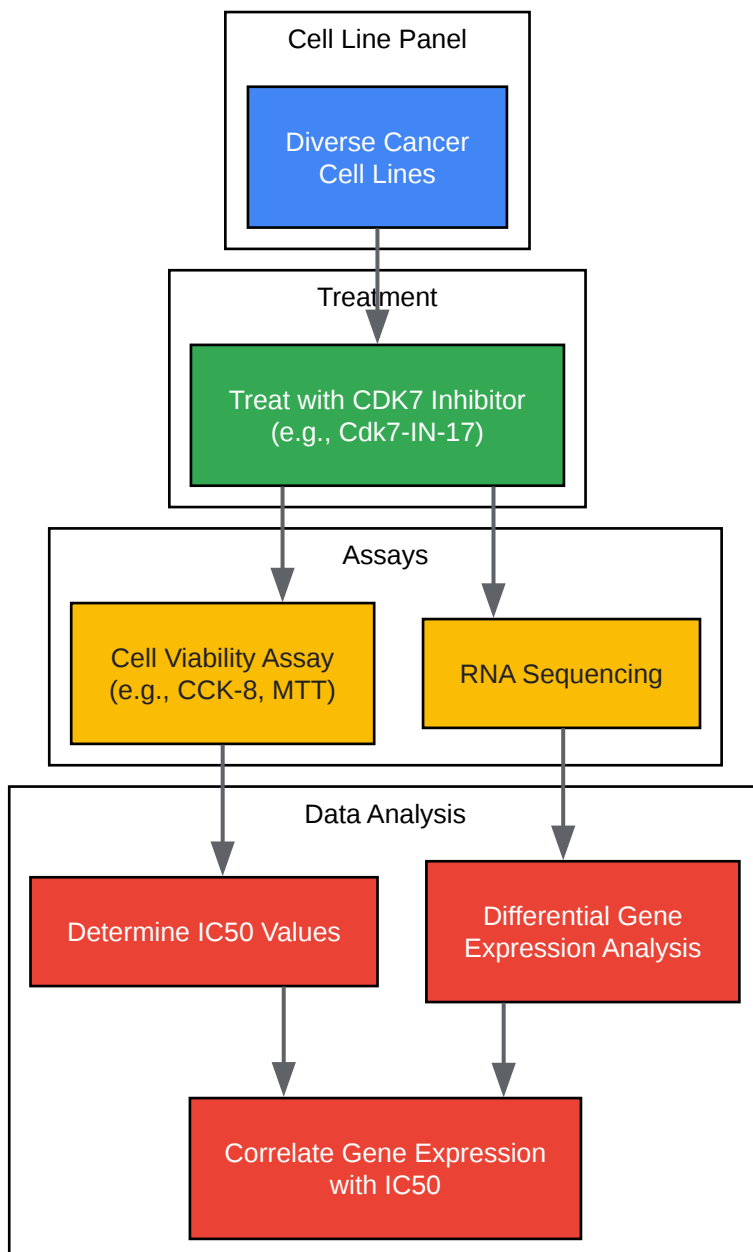 Cell Line Panel
Diverse Cancer
Cell Lines
Treatment
Treat with CDK7 Inhibitor
(e.g., Cdk7-IN-17)
Assays
Cell Viability Assay
(e.g., CCK-8, MTT)
RNA Sequencing
Data Analysis
Determine IC50 Values
Differential Gene
Expression Analysis
Correlate Gene Expression
with IC50